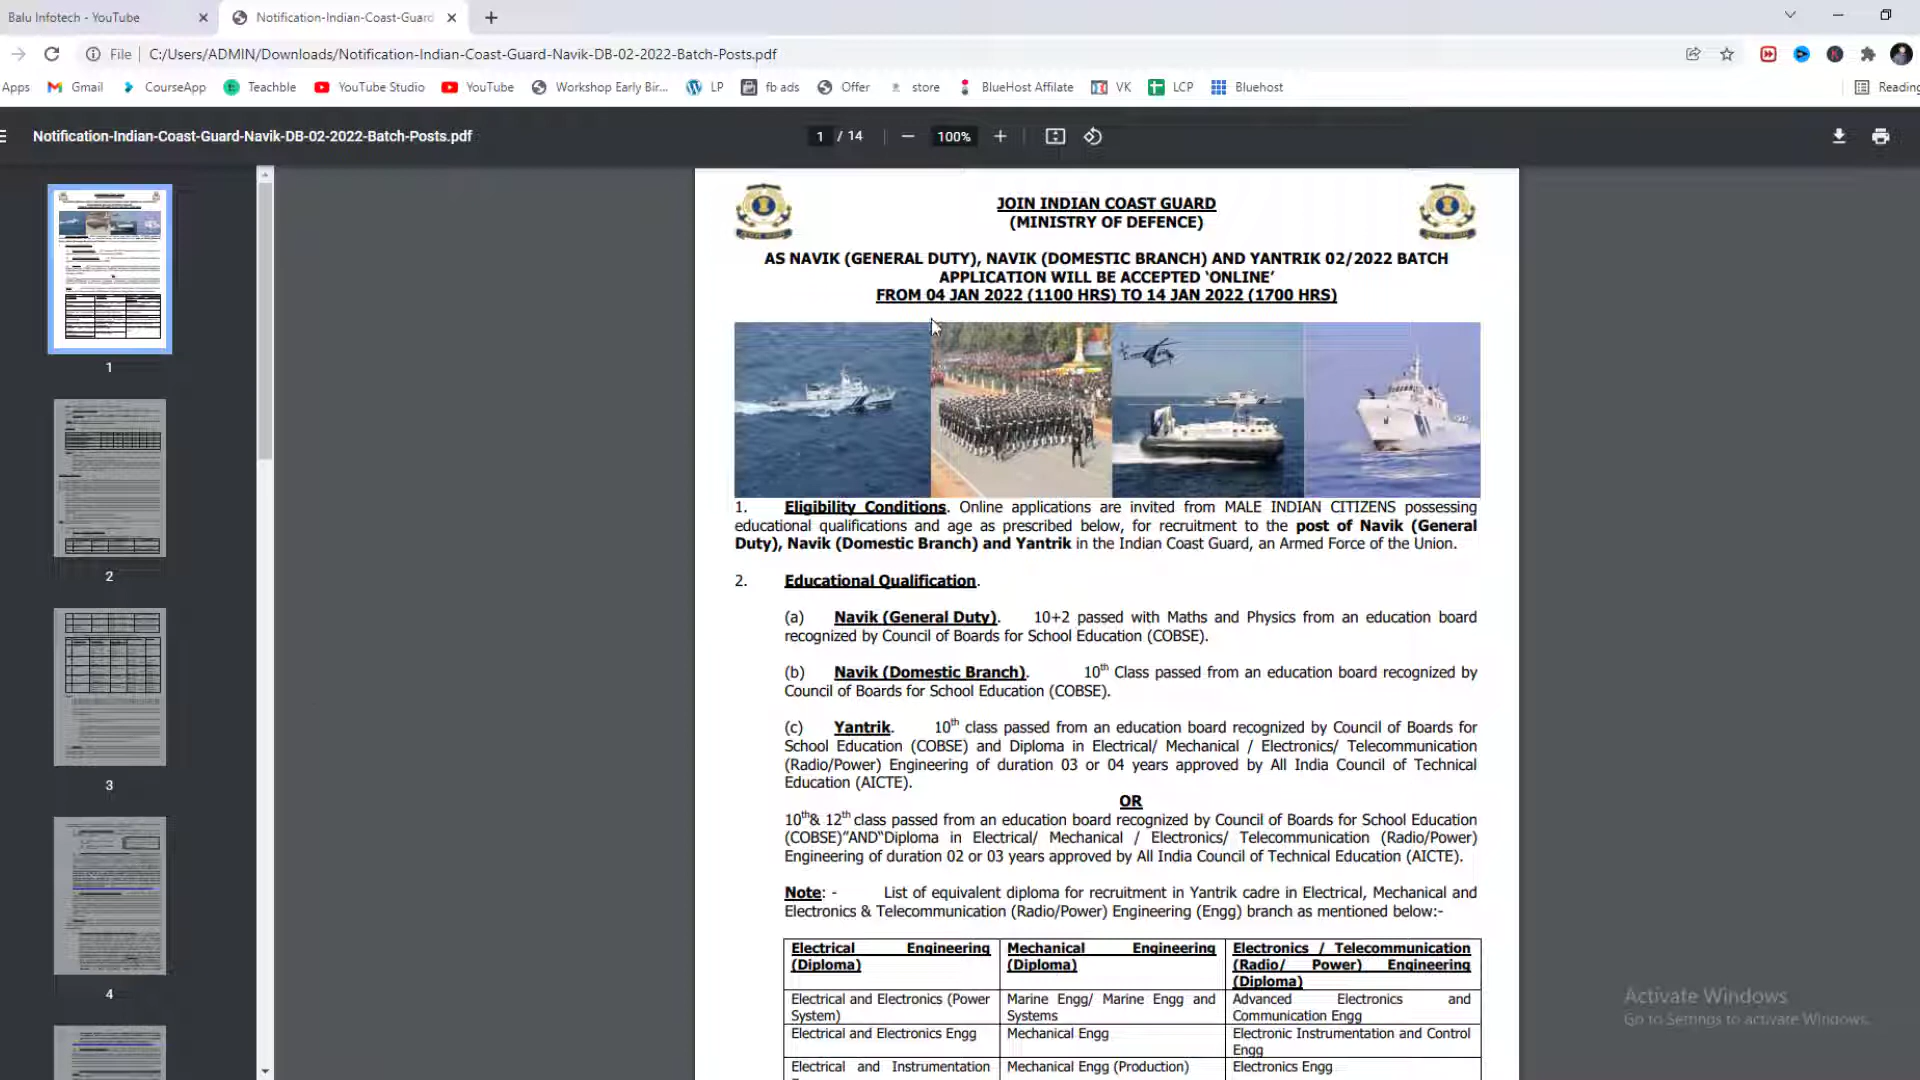 Balu Infotech - YouTube
Notification-Indian-Coast-Guard
File
C:/Users/ADMIN/Downloads/Notification-Indian-Coast-Guard-Navik-DB-02-2022-Batch-Posts.pdf
Apps Gmail CourseApp Teachble YouTube Studio YouTube Workshop Early Bir... LP fb ads Offer store BlueHost Affilate VK LCP Bluehost Reading
Notification-Indian-Coast-Guard-Navik-DB-02-2022-Batch-Posts.pdf 1 / 14 100%
1
2
3
4
JOIN INDIAN COAST GUARD
(MINISTRY OF DEFENCE)
AS NAVIK (GENERAL DUTY), NAVIK (DOMESTIC BRANCH) AND YANTRIK 02/2022 BATCH
APPLICATION WILL BE ACCEPTED ‘ONLINE’
FROM 04 JAN 2022 (1100 HRS) TO 14 JAN 2022 (1700 HRS)
1. Eligibility Conditions. Online applications are invited from MALE INDIAN CITIZENS possessing
educational qualifications and age as prescribed below, for recruitment to the post of Navik (General
Duty), Navik (Domestic Branch) and Yantrik in the Indian Coast Guard, an Armed Force of the Union.
2. Educational Qualification.
(a) Navik (General Duty). 10+2 passed with Maths and Physics from an education board
recognized by Council of Boards for School Education (COBSE).
(b) Navik (Domestic Branch). 10th Class passed from an education board recognized by
Council of Boards for School Education (COBSE).
(c) Yantrik. 10th class passed from an education board recognized by Council of Boards for
School Education (COBSE) and Diploma in Electrical/ Mechanical / Electronics/ Telecommunication
(Radio/Power) Engineering of duration 03 or 04 years approved by All India Council of Technical
Education (AICTE).
OR
10th& 12th class passed from an education board recognized by Council of Boards for School Education
(COBSE)”AND“Diploma in Electrical/ Mechanical / Electronics/ Telecommunication (Radio/Power)
Engineering of duration 02 or 03 years approved by All India Council of Technical Education (AICTE).
Note: - List of equivalent diploma for recruitment in Yantrik cadre in Electrical, Mechanical and
Electronics & Telecommunication (Radio/Power) Engineering (Engg) branch as mentioned below:-
Electrical Engineering Mechanical Engineering Electronics / Telecommunication
(Diploma) (Diploma) (Radio/ Power) Engineering
(Diploma)
Electrical and Electronics (Power Marine Engg/ Marine Engg and Advanced Electronics and
System) Systems Communication Engg
Electrical and Electronics Engg Mechanical Engg Electronic Instrumentation and Control
Engg
Electrical and Instrumentation Mechanical Engg (Production) Electronics Engg
Activate Windows
Go to Settings to activate Windows.